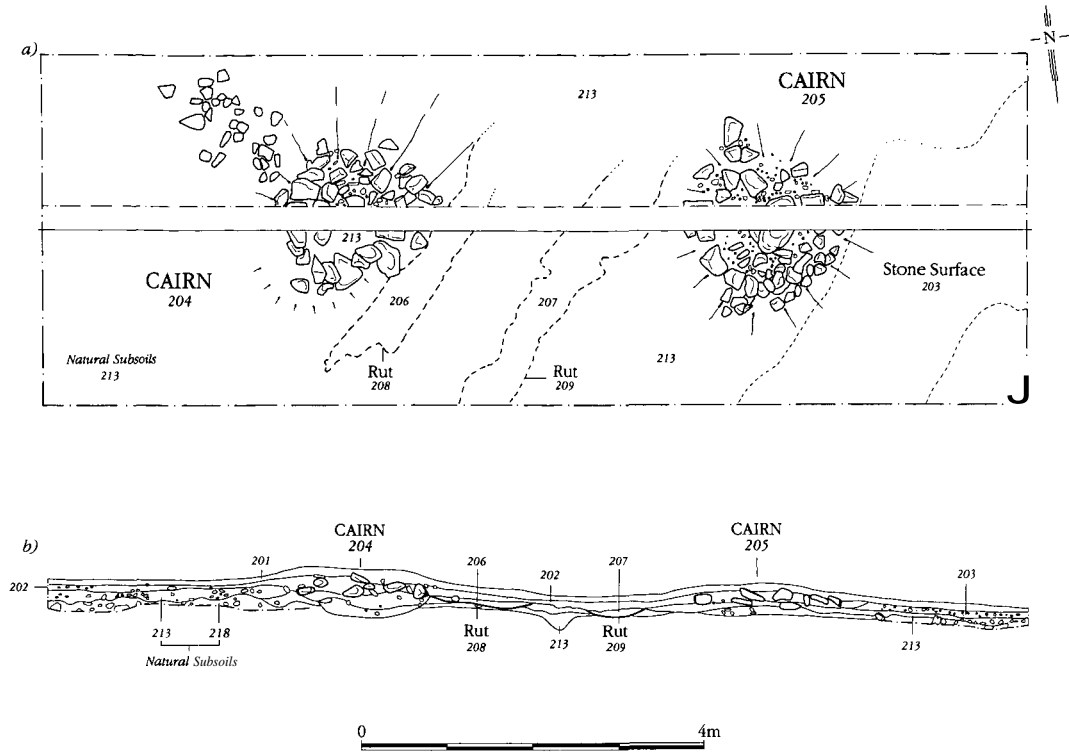 a)
N
CAIRN
205
213
213
CAIRN
204
206
207
Stone Surface
203
Natural Subsoils
213
Rut
208
Rut
209
213
J
b)
CAIRN
204
CAIRN
205
202
201
206
202
207
203
213
218
Rut
208
213
Rut
209
213
Natural Subsoils
0
4m